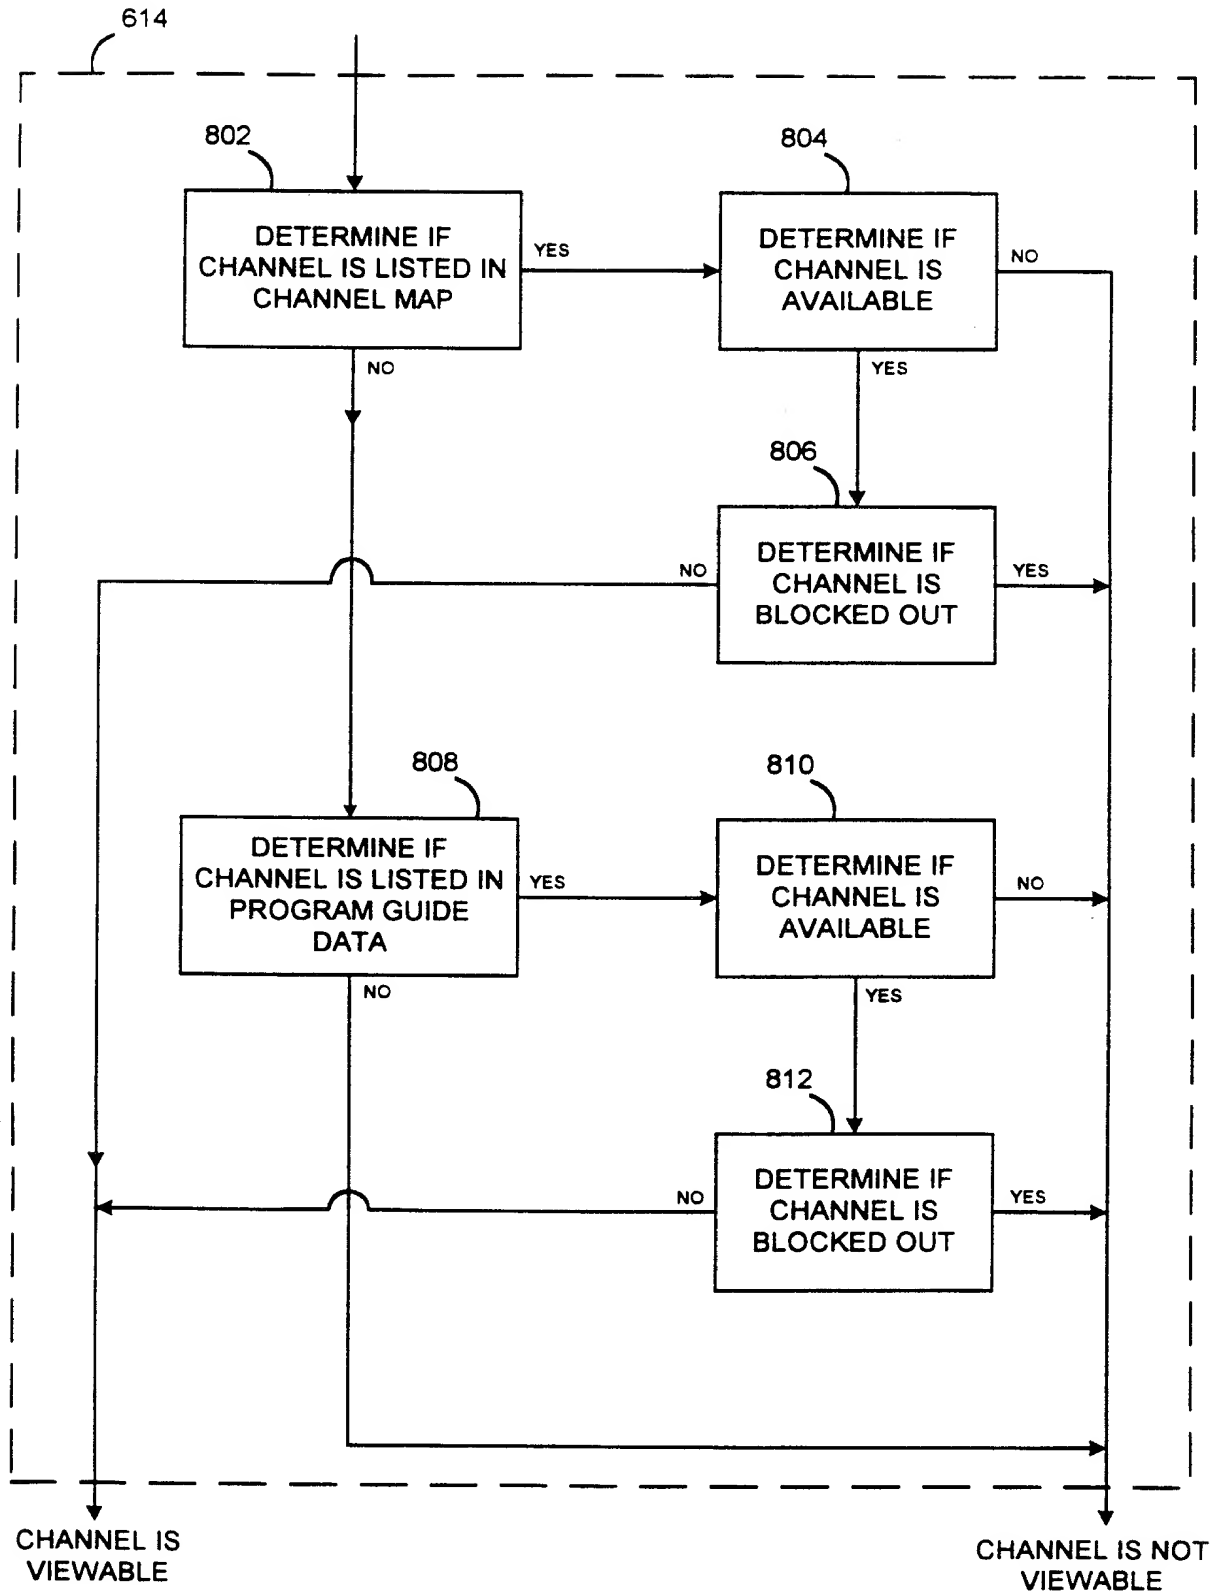 614
802
804
DETERMINE IF
CHANNEL IS LISTED IN
CHANNEL MAP
YES
DETERMINE IF
CHANNEL IS
AVAILABLE
NO
NO
YES
806
DETERMINE IF
CHANNEL IS
BLOCKED OUT
NO
YES
808
810
DETERMINE IF
CHANNEL IS LISTED IN
PROGRAM GUIDE
DATA
YES
DETERMINE IF
CHANNEL IS
AVAILABLE
NO
NO
YES
812
DETERMINE IF
CHANNEL IS
BLOCKED OUT
NO
YES
CHANNEL IS
VIEWABLE
CHANNEL IS NOT
VIEWABLE